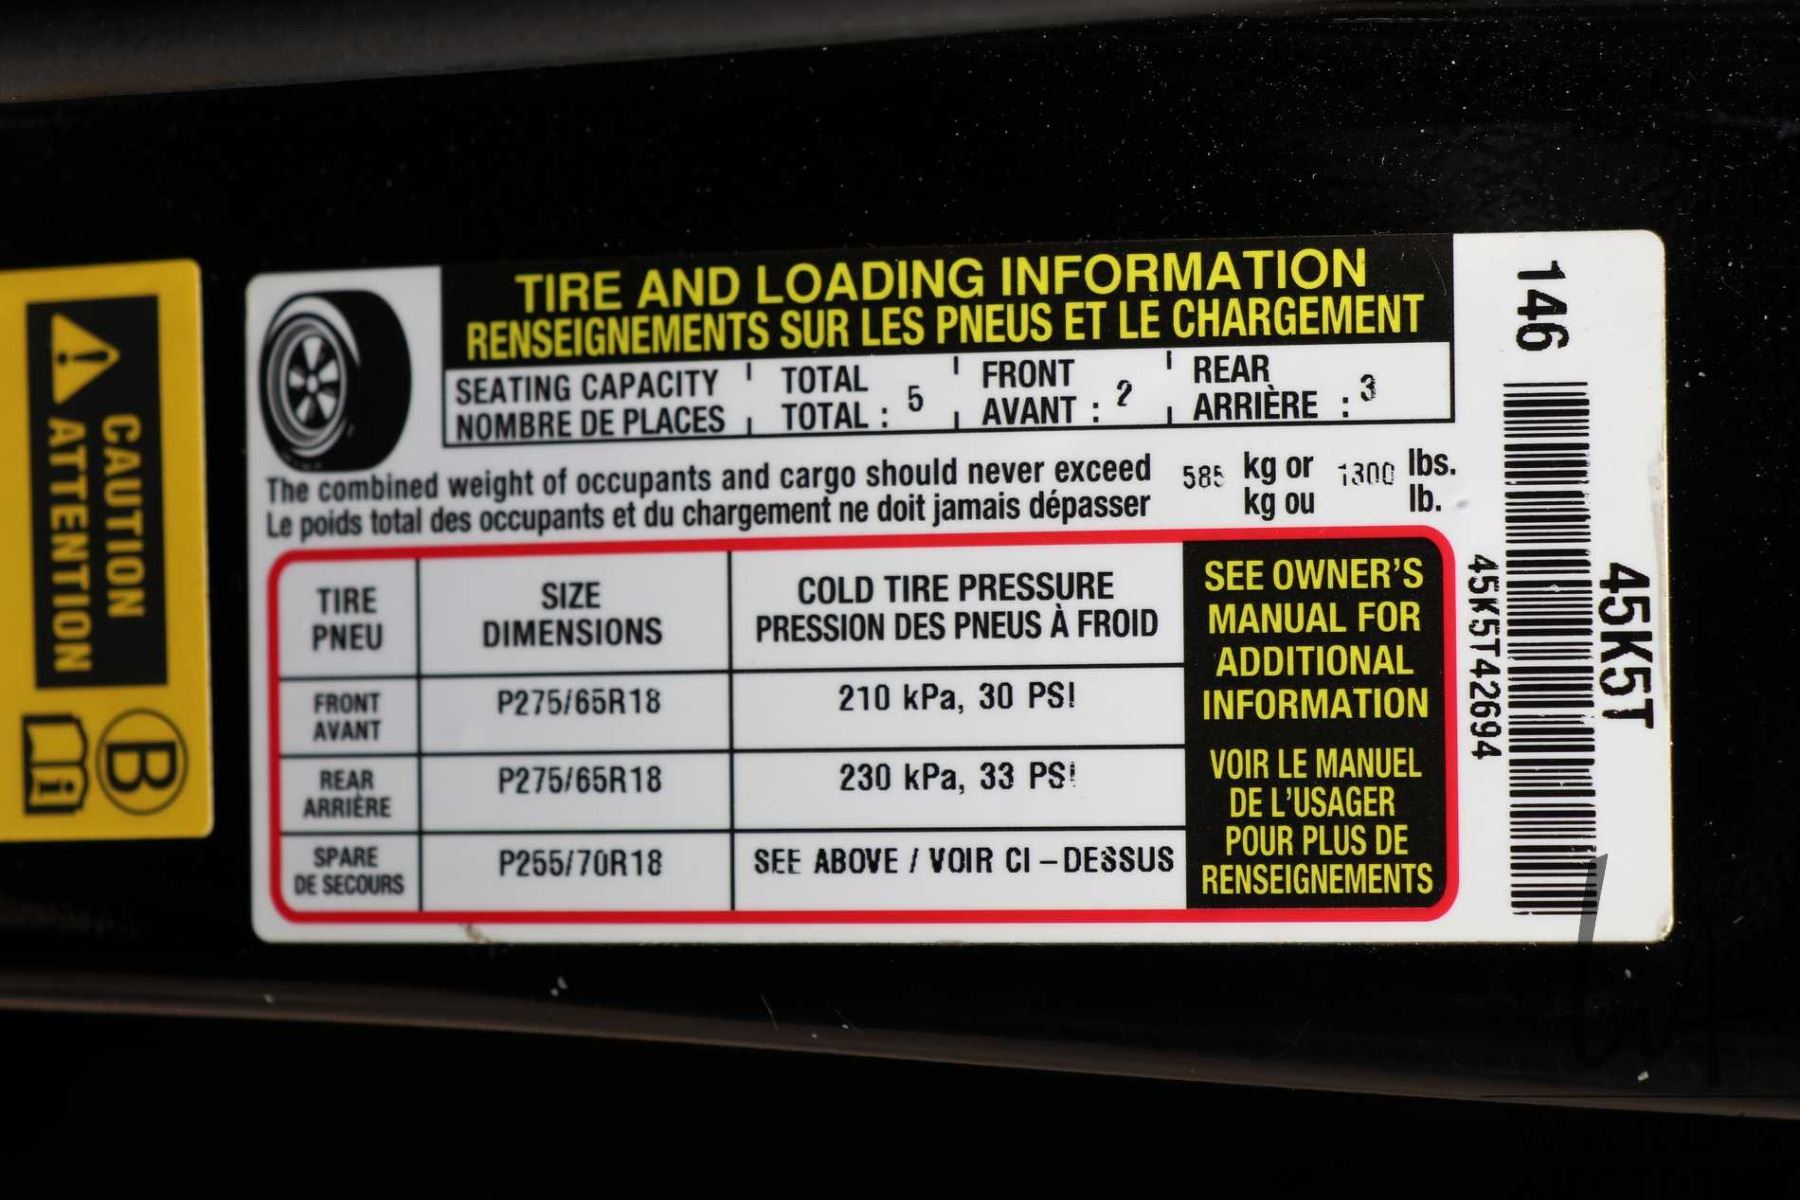 CAUTION
ATTENTION
B
i
TIRE AND LOADING INFORMATION
RENSEIGNEMENTS SUR LES PNEUS ET LE CHARGEMENT
SEATING CAPACITY TOTAL FRONT REAR
NOMBRE DE PLACES TOTAL : 5 AVANT : 2 ARRIÈRE : 3
The combined weight of occupants and cargo should never exceed 585 kg or 1300 lbs.
Le poids total des occupants et du chargement ne doit jamais dépasser kg ou lb.
TIRE SIZE COLD TIRE PRESSURE
PNEU DIMENSIONS PRESSION DES PNEUS À FROID
FRONT P275/65R18 210 kPa, 30 PSI
AVANT
REAR P275/65R18 230 kPa, 33 PSI
ARRIÈRE
SPARE P255/70R18 SEE ABOVE / VOIR CI – DESSUS
DE SECOURS
SEE OWNER'S
MANUAL FOR
ADDITIONAL
INFORMATION
VOIR LE MANUEL
DE L'USAGER
POUR PLUS DE
RENSEIGNEMENTS
146
45K5T
45K5T42694